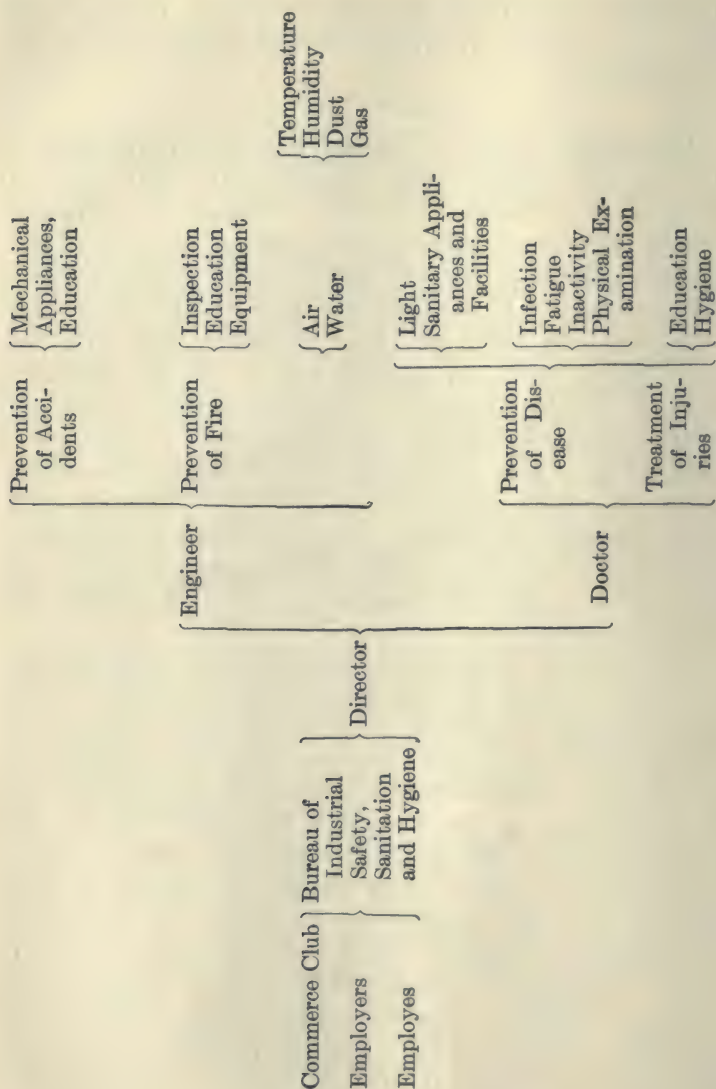 Commerce Club
Employers
Employes
Bureau of
Industrial
Safety,
Sanitation
and Hygiene
Director
Engineer
Prevention
of Acci-
dents
Mechanical
Appliances,
Education
Prevention
of Fire
Inspection
Education
Equipment
Air
Water
Temperature
Humidity
Dust
Gas
Doctor
Light
Sanitary Appli-
ances and
Facilities
Prevention
of Dis-
ease
Infection
Fatigue
Inactivity
Physical Ex-
amination
Treatment
of Inju-
ries
Education
Hygiene